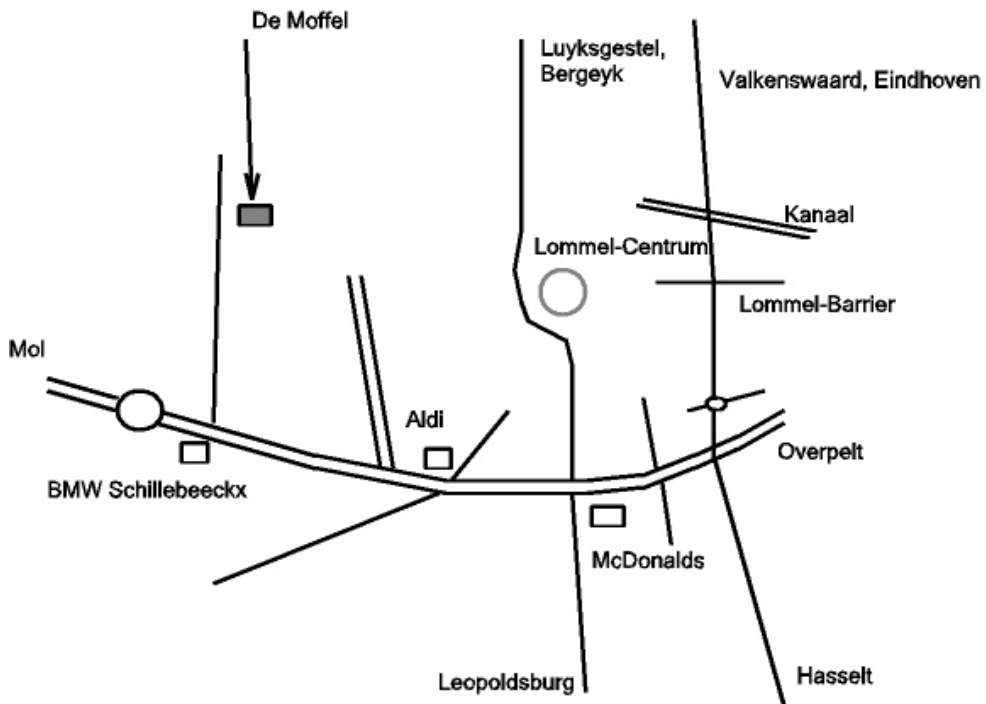 De Moffel
Luyksgestel,
Bergeyk
Valkenswaard, Eindhoven
Kanaal
Lommel-Centrum
Lommel-Barrier
Mol
Aldi
Overpelt
BMW Schillebeeckx
McDonalds
Leopoldsburg
Hasselt